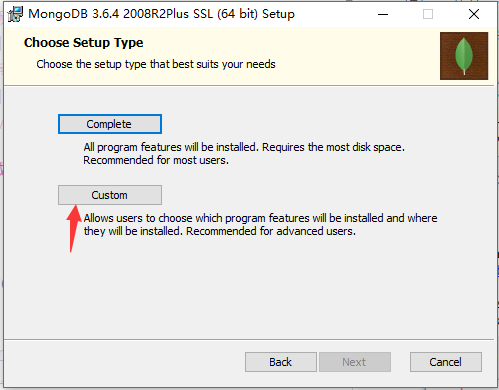 MongoDB 3.6.4 2008R2Plus SSL (64 bit) Setup
Choose Setup Type
Choose the setup type that best suits your needs
Complete
All program features will be installed. Requires the most disk space.
Recommended for most users.
Custom
Allows users to choose which program features will be installed and where
they will be installed. Recommended for advanced users.
Back
Next
Cancel